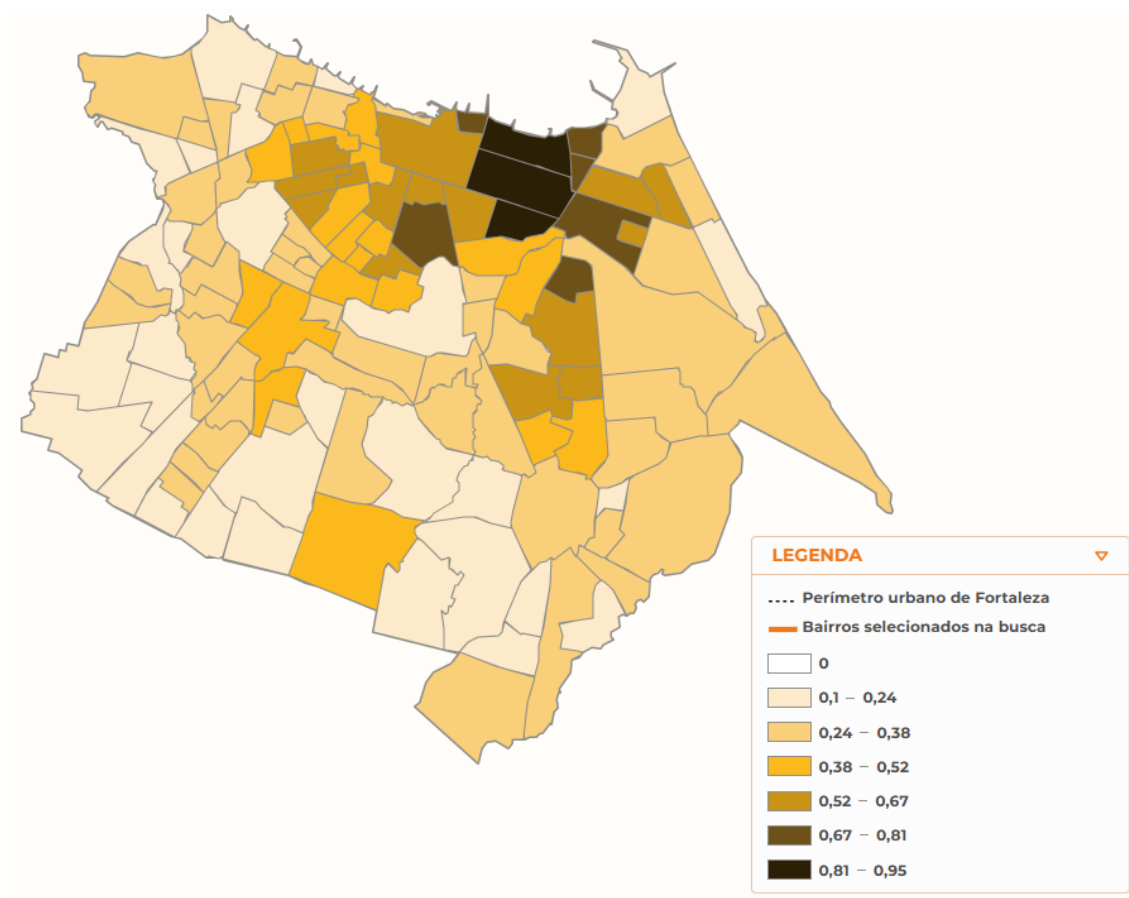 LEGENDA
Perímetro urbano de Fortaleza
Bairros selecionados na busca
0
0,1 – 0,24
0,24 – 0,38
0,38 – 0,52
0,52 – 0,67
0,67 – 0,81
0,81 – 0,95